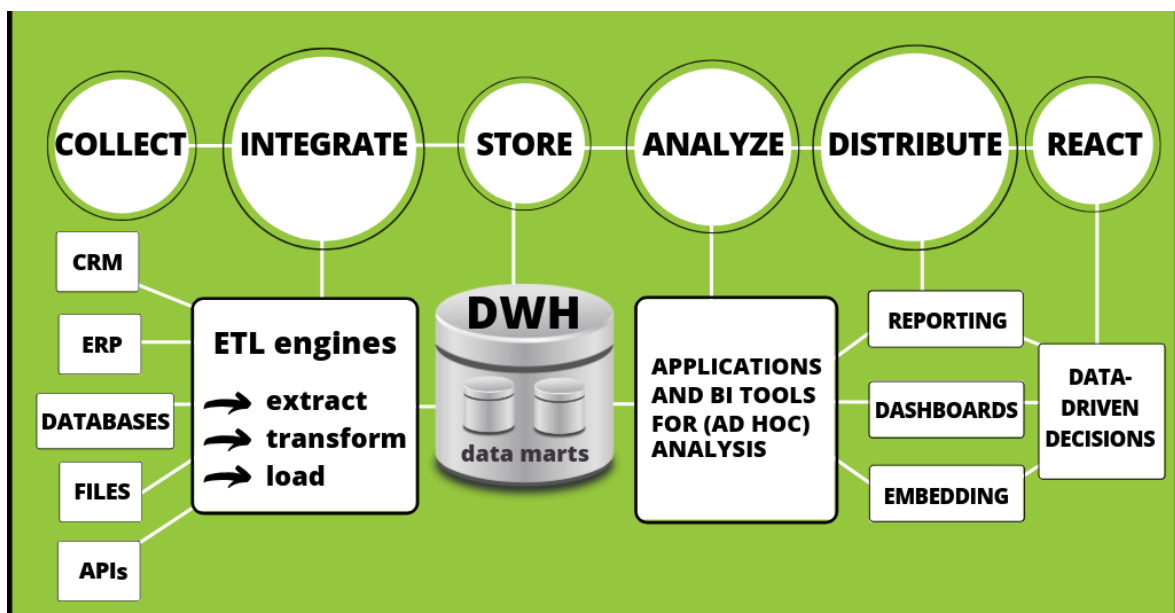 COLLECT
INTEGRATE
STORE
ANALYZE
DISTRIBUTE
REACT
CRM
ERP
DATABASES
FILES
APIs
ETL engines
extract
transform
load
DWH
data marts
APPLICATIONS
AND BI TOOLS
FOR (AD HOC)
ANALYSIS
REPORTING
DASHBOARDS
EMBEDDING
DATA-
DRIVEN
DECISIONS